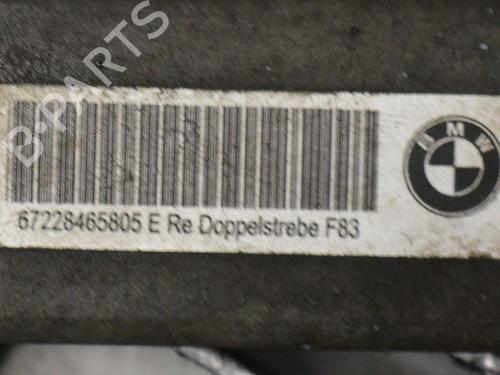 B-PARTS
BMW
67228465805 E Re Doppelstrebe F83